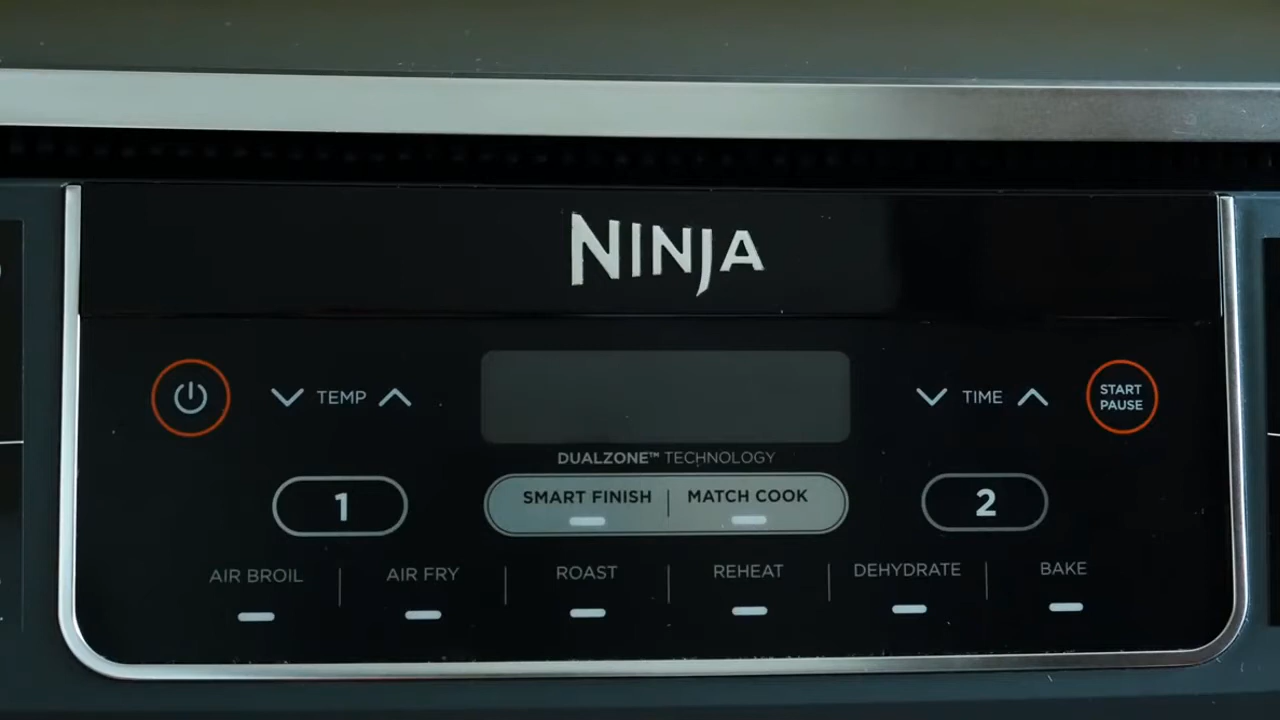 NINJA
TEMP
TIME
START
PAUSE
DUALZONE™ TECHNOLOGY
1
SMART FINISH | MATCH COOK
2
AIR BROIL | AIR FRY | ROAST | REHEAT | DEHYDRATE | BAKE